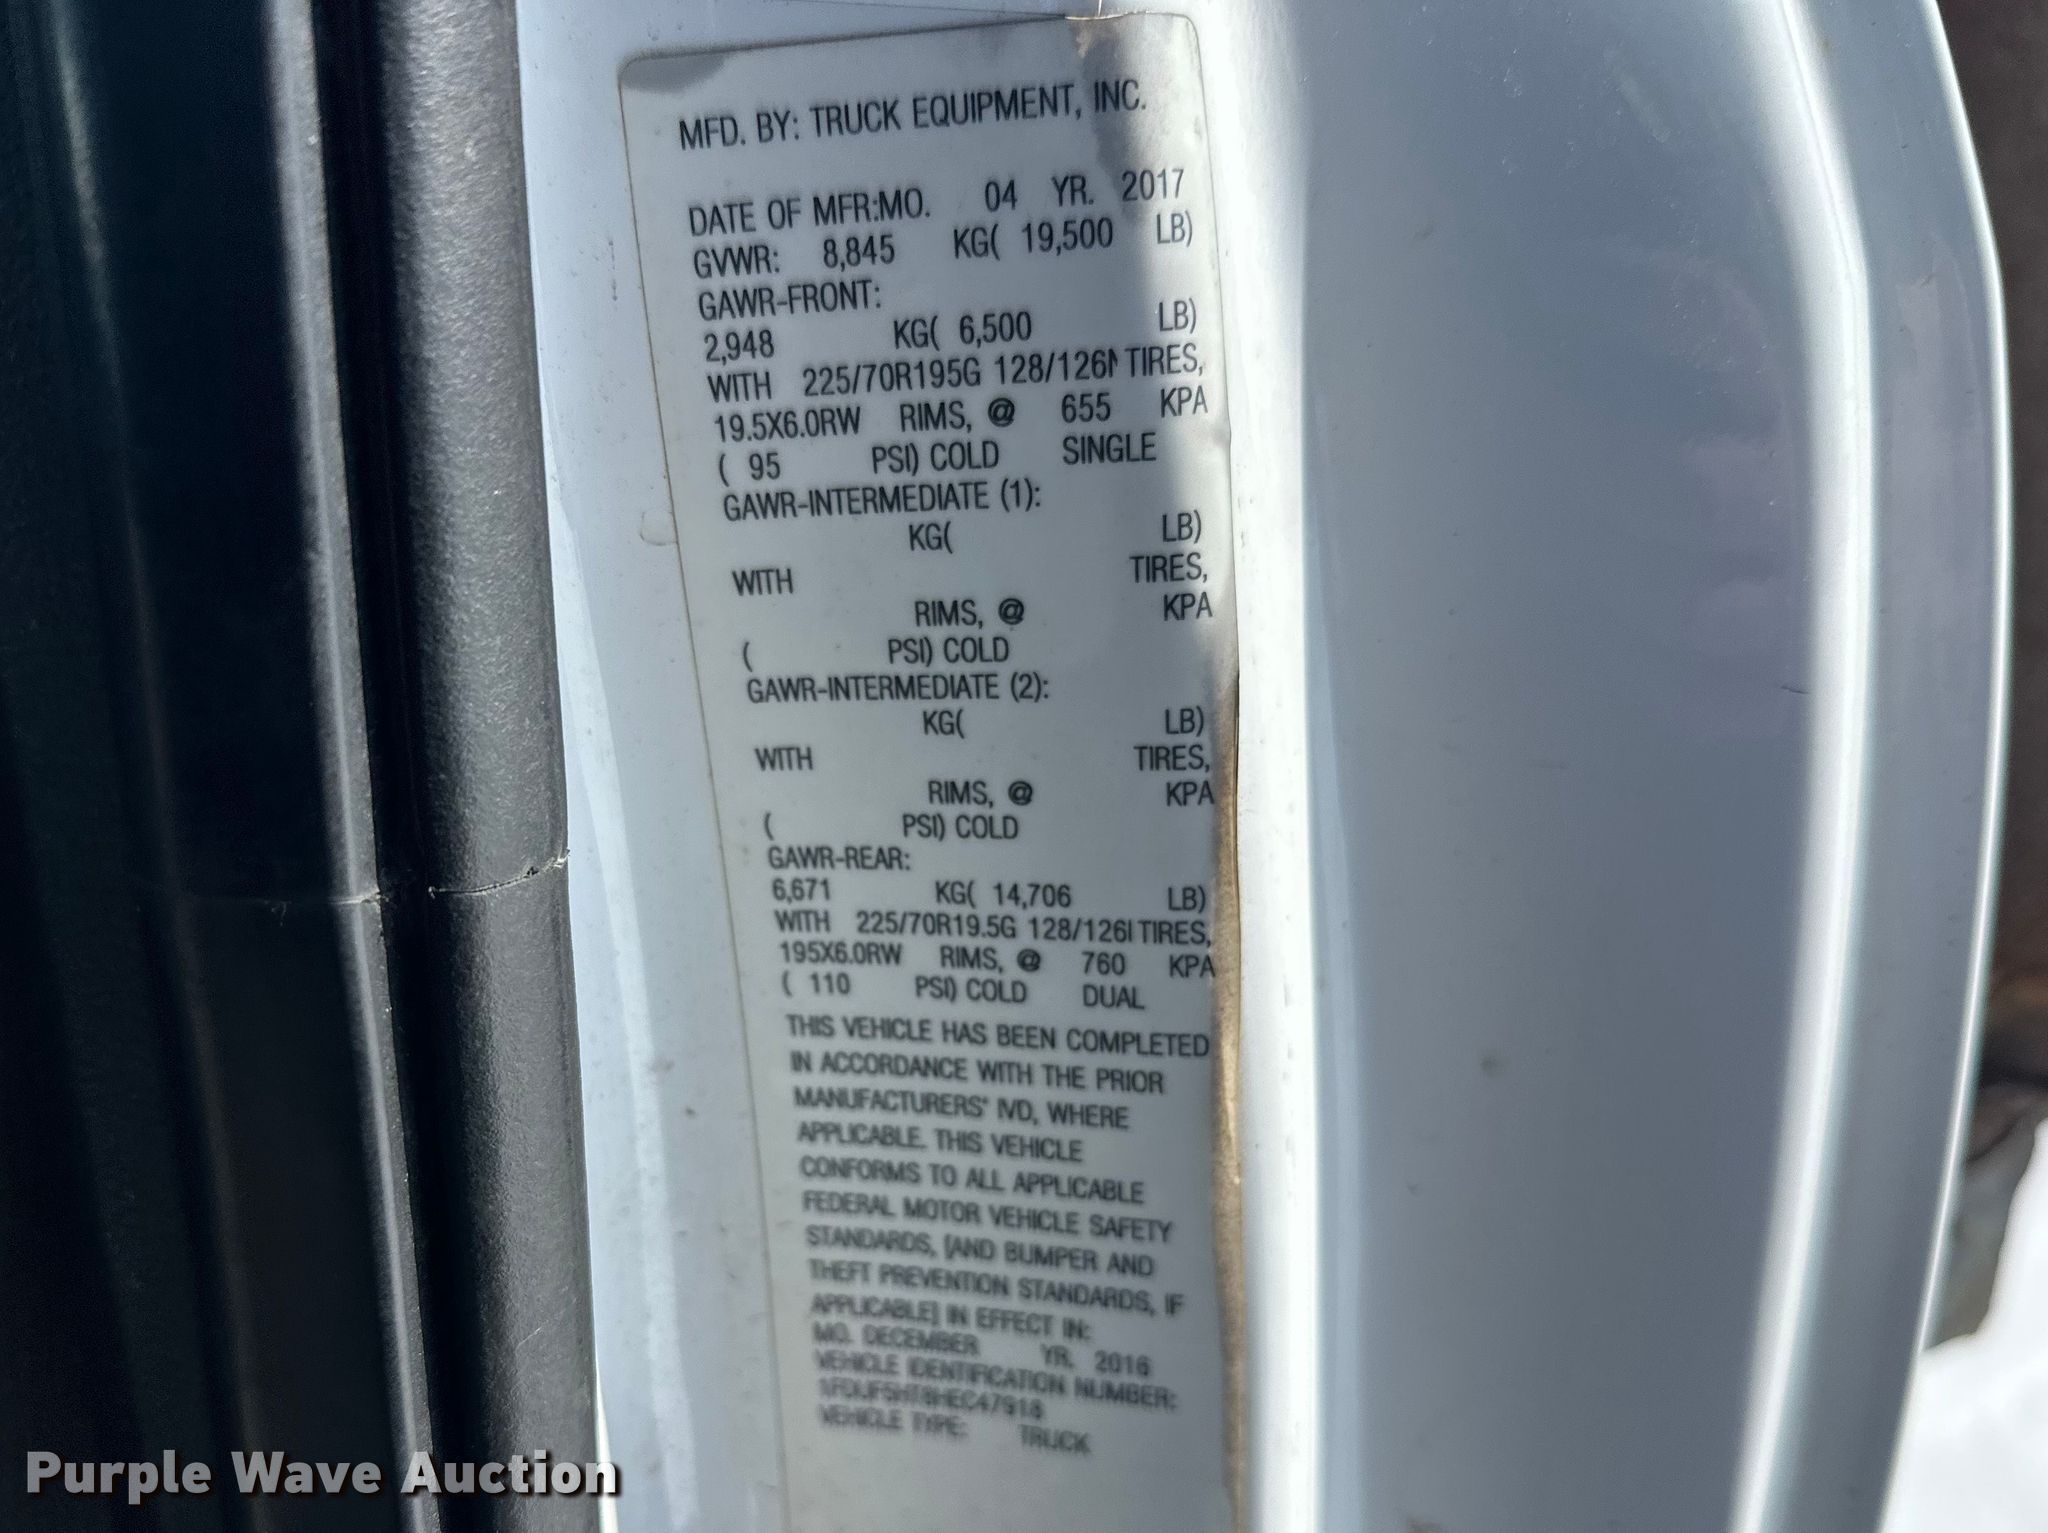 MFD. BY: TRUCK EQUIPMENT, INC.
DATE OF MFR:MO. 04 YR. 2017
GVWR: 8,845 KG( 19,500 LB)
GAWR-FRONT:
2,948 KG( 6,500 LB)
WITH 225/70R195G 128/126 TIRES,
19.5X6.0RW RIMS, @ 655 KPA
( 95 PSI) COLD SINGLE
GAWR-INTERMEDIATE (1):
KG( LB)
WITH TIRES,
RIMS, @ KPA
( PSI) COLD
GAWR-INTERMEDIATE (2):
KG( LB)
WITH TIRES,
RIMS, @ KPA
( PSI) COLD
GAWR-REAR:
6,671 KG( 14,706 LB)
WITH 225/70R19.5G 128/126 TIRES,
195X6.0RW RIMS, @ 760 KPA
( 110 PSI) COLD DUAL
THIS VEHICLE HAS BEEN COMPLETED
IN ACCORDANCE WITH THE PRIOR
MANUFACTURERS' IVD, WHERE
APPLICABLE. THIS VEHICLE
CONFORMS TO ALL APPLICABLE
FEDERAL MOTOR VEHICLE SAFETY
STANDARDS, [AND BUMPER AND
THEFT PREVENTION STANDARDS, IF
APPLICABLE] IN EFFECT IN:
MO. DECEMBER YR. 2016
VEHICLE IDENTIFICATION NUMBER:
VEHICLE TYPE: TRUCK
Purple Wave Auction